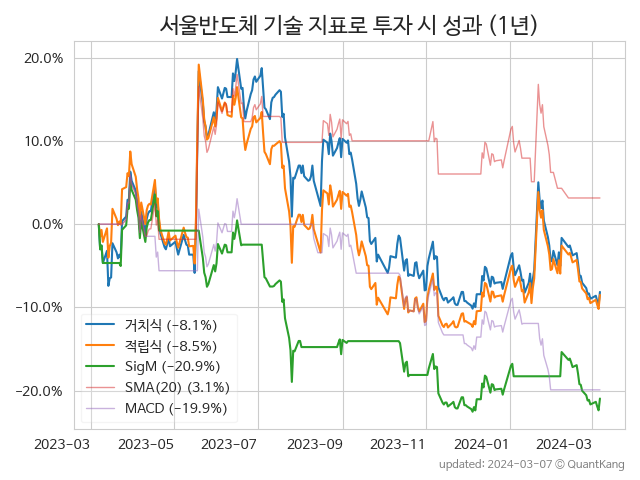 서울반도체 기술 지표로 투자 시 성과 (1년)
20.0%
10.0%
0.0%
−10.0%
−20.0%
거치식 (−8.1%)
적립식 (−8.5%)
SigM (−20.9%)
SMA(20) (3.1%)
MACD (−19.9%)
2023−03 2023−05 2023−07 2023−09 2023−11 2024−01 2024−03
updated: 2024−03−07 © QuantKang